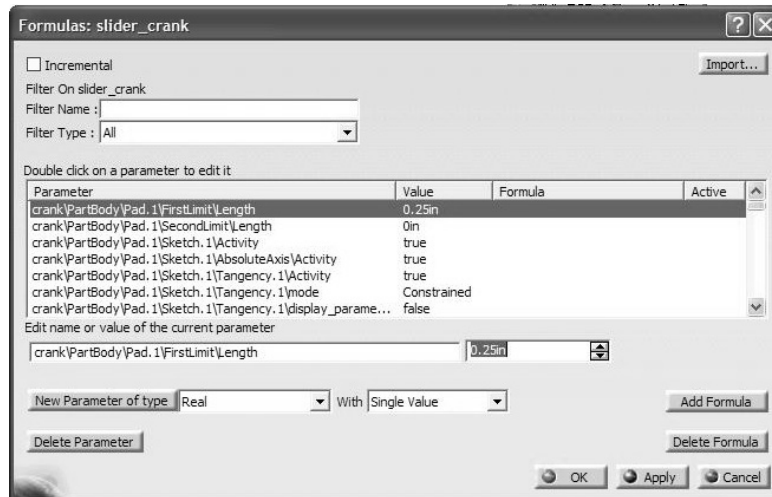 Formulas: slider_crank
Incremental
Import...
Filter On slider_crank
Filter Name :
Filter Type : All
Double click on a parameter to edit it
Parameter Value Formula Active
crank\PartBody\Pad.1\FirstLimit\Length 0.25in
crank\PartBody\Pad.1\SecondLimit\Length 0in
crank\PartBody\Pad.1\Sketch.1\Activity true
crank\PartBody\Pad.1\Sketch.1\AbsoluteAxis\Activity true
crank\PartBody\Pad.1\Sketch.1\Tangency.1\Activity true
crank\PartBody\Pad.1\Sketch.1\Tangency.1\mode Constrained
crank\PartBody\Pad.1\Sketch.1\Tangency.1\display_parame... false
Edit name or value of the current parameter
crank\PartBody\Pad.1\FirstLimit\Length 0.25in
New Parameter of type Real With Single Value Add Formula
Delete Parameter Delete Formula
OK Apply Cancel